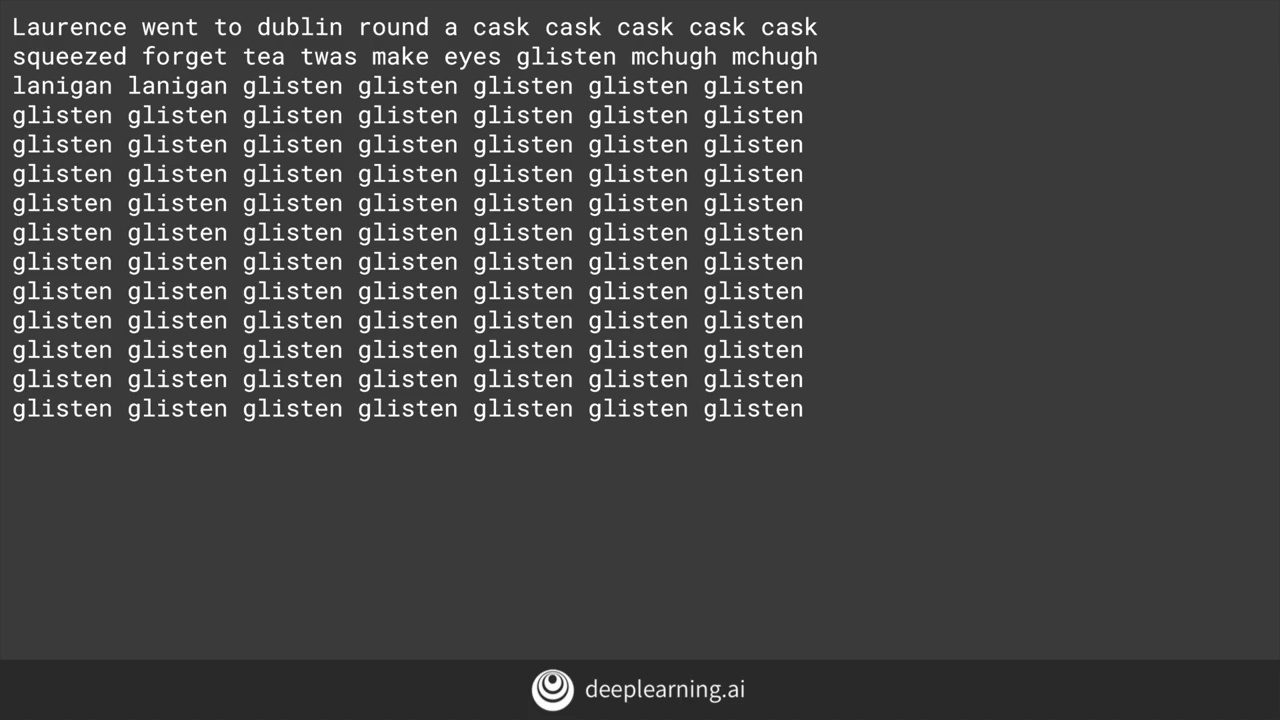 Laurence went to dublin round a cask cask cask cask cask
squeezed forget tea twas make eyes glisten mchugh mchugh
lanigan lanigan glisten glisten glisten glisten glisten
glisten glisten glisten glisten glisten glisten glisten
glisten glisten glisten glisten glisten glisten glisten
glisten glisten glisten glisten glisten glisten glisten
glisten glisten glisten glisten glisten glisten glisten
glisten glisten glisten glisten glisten glisten glisten
glisten glisten glisten glisten glisten glisten glisten
glisten glisten glisten glisten glisten glisten glisten
glisten glisten glisten glisten glisten glisten glisten
glisten glisten glisten glisten glisten glisten glisten
glisten glisten glisten glisten glisten glisten glisten
glisten glisten glisten glisten glisten glisten glisten
deeplearning.ai